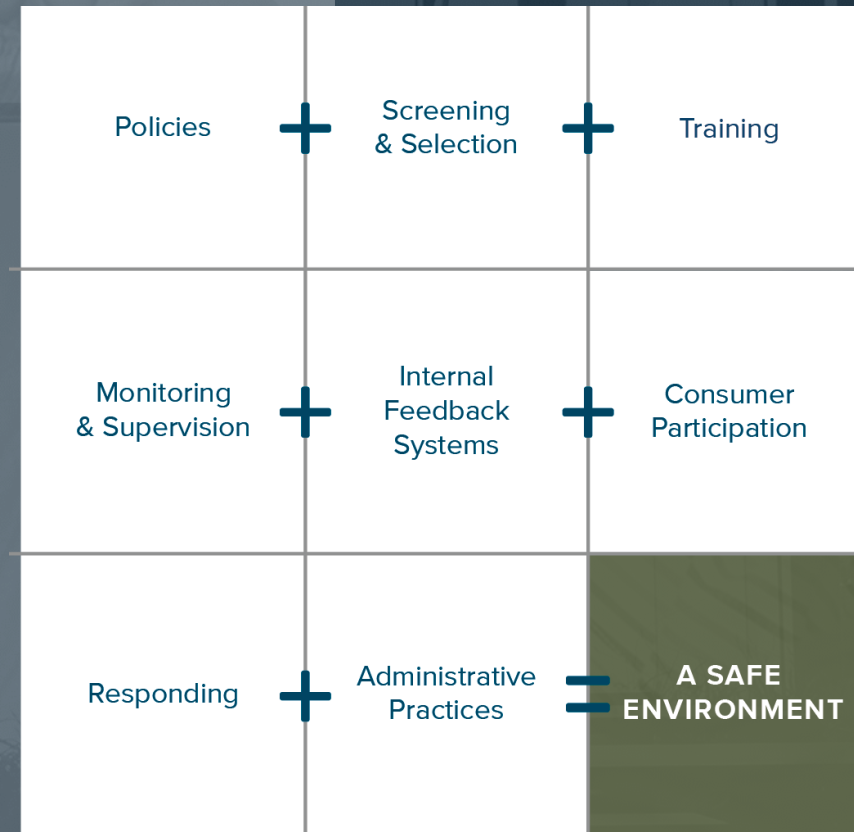 Policies
Screening
& Selection
Training
Monitoring
& Supervision
Internal
Feedback
Systems
Consumer
Participation
Responding
Administrative
Practices
A SAFE
ENVIRONMENT